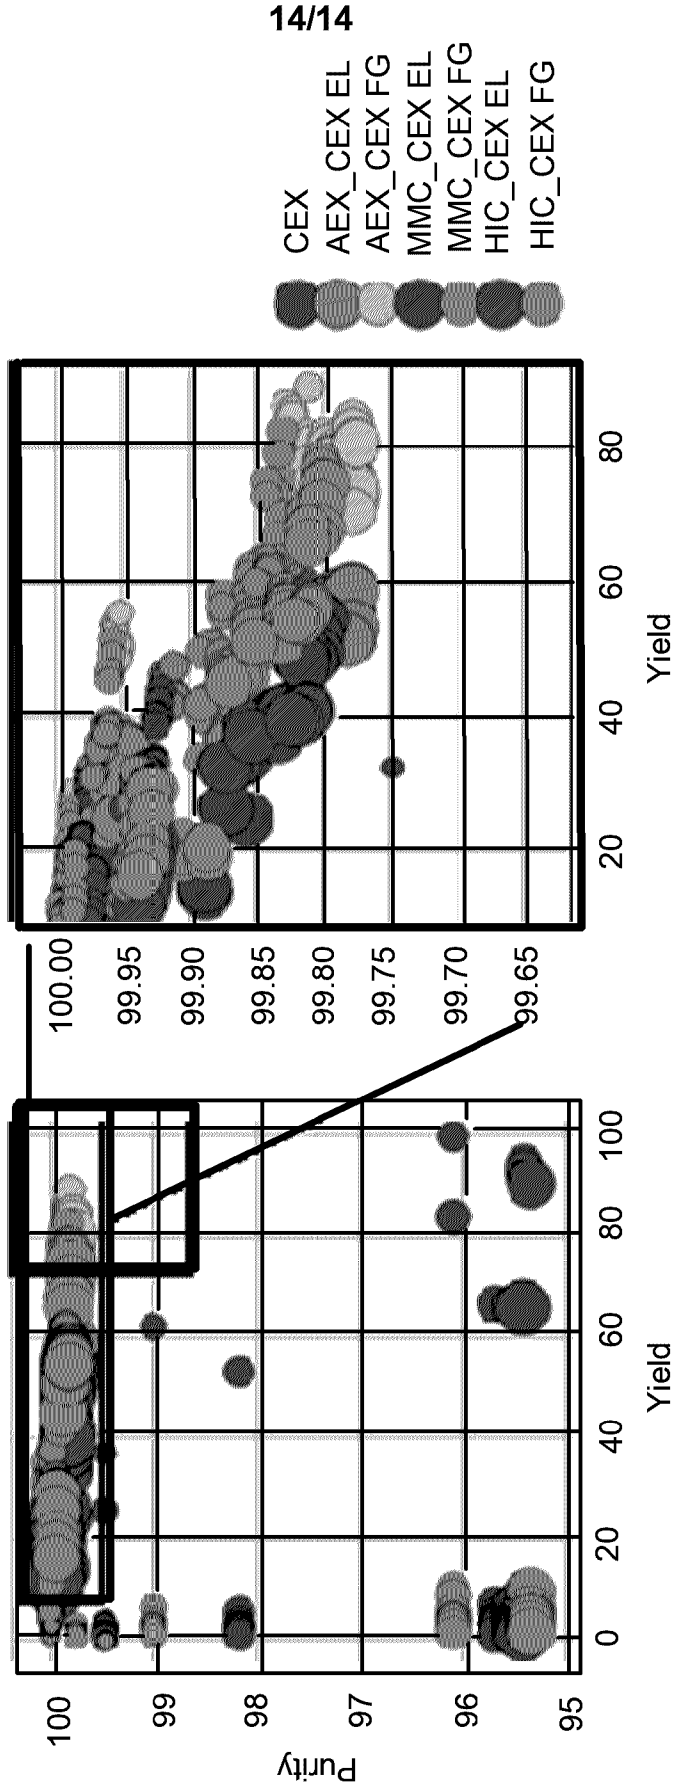 14/14
Purity
100
99
98
97
96
95
0
20
40
60
80
100
Yield
100.00
99.95
99.90
99.85
99.80
99.75
99.70
99.65
20
40
60
80
Yield
CEX
AEX_CEX EL
AEX_CEX FG
MMC_CEX EL
MMC_CEX FG
HIC_CEX EL
HIC_CEX FG